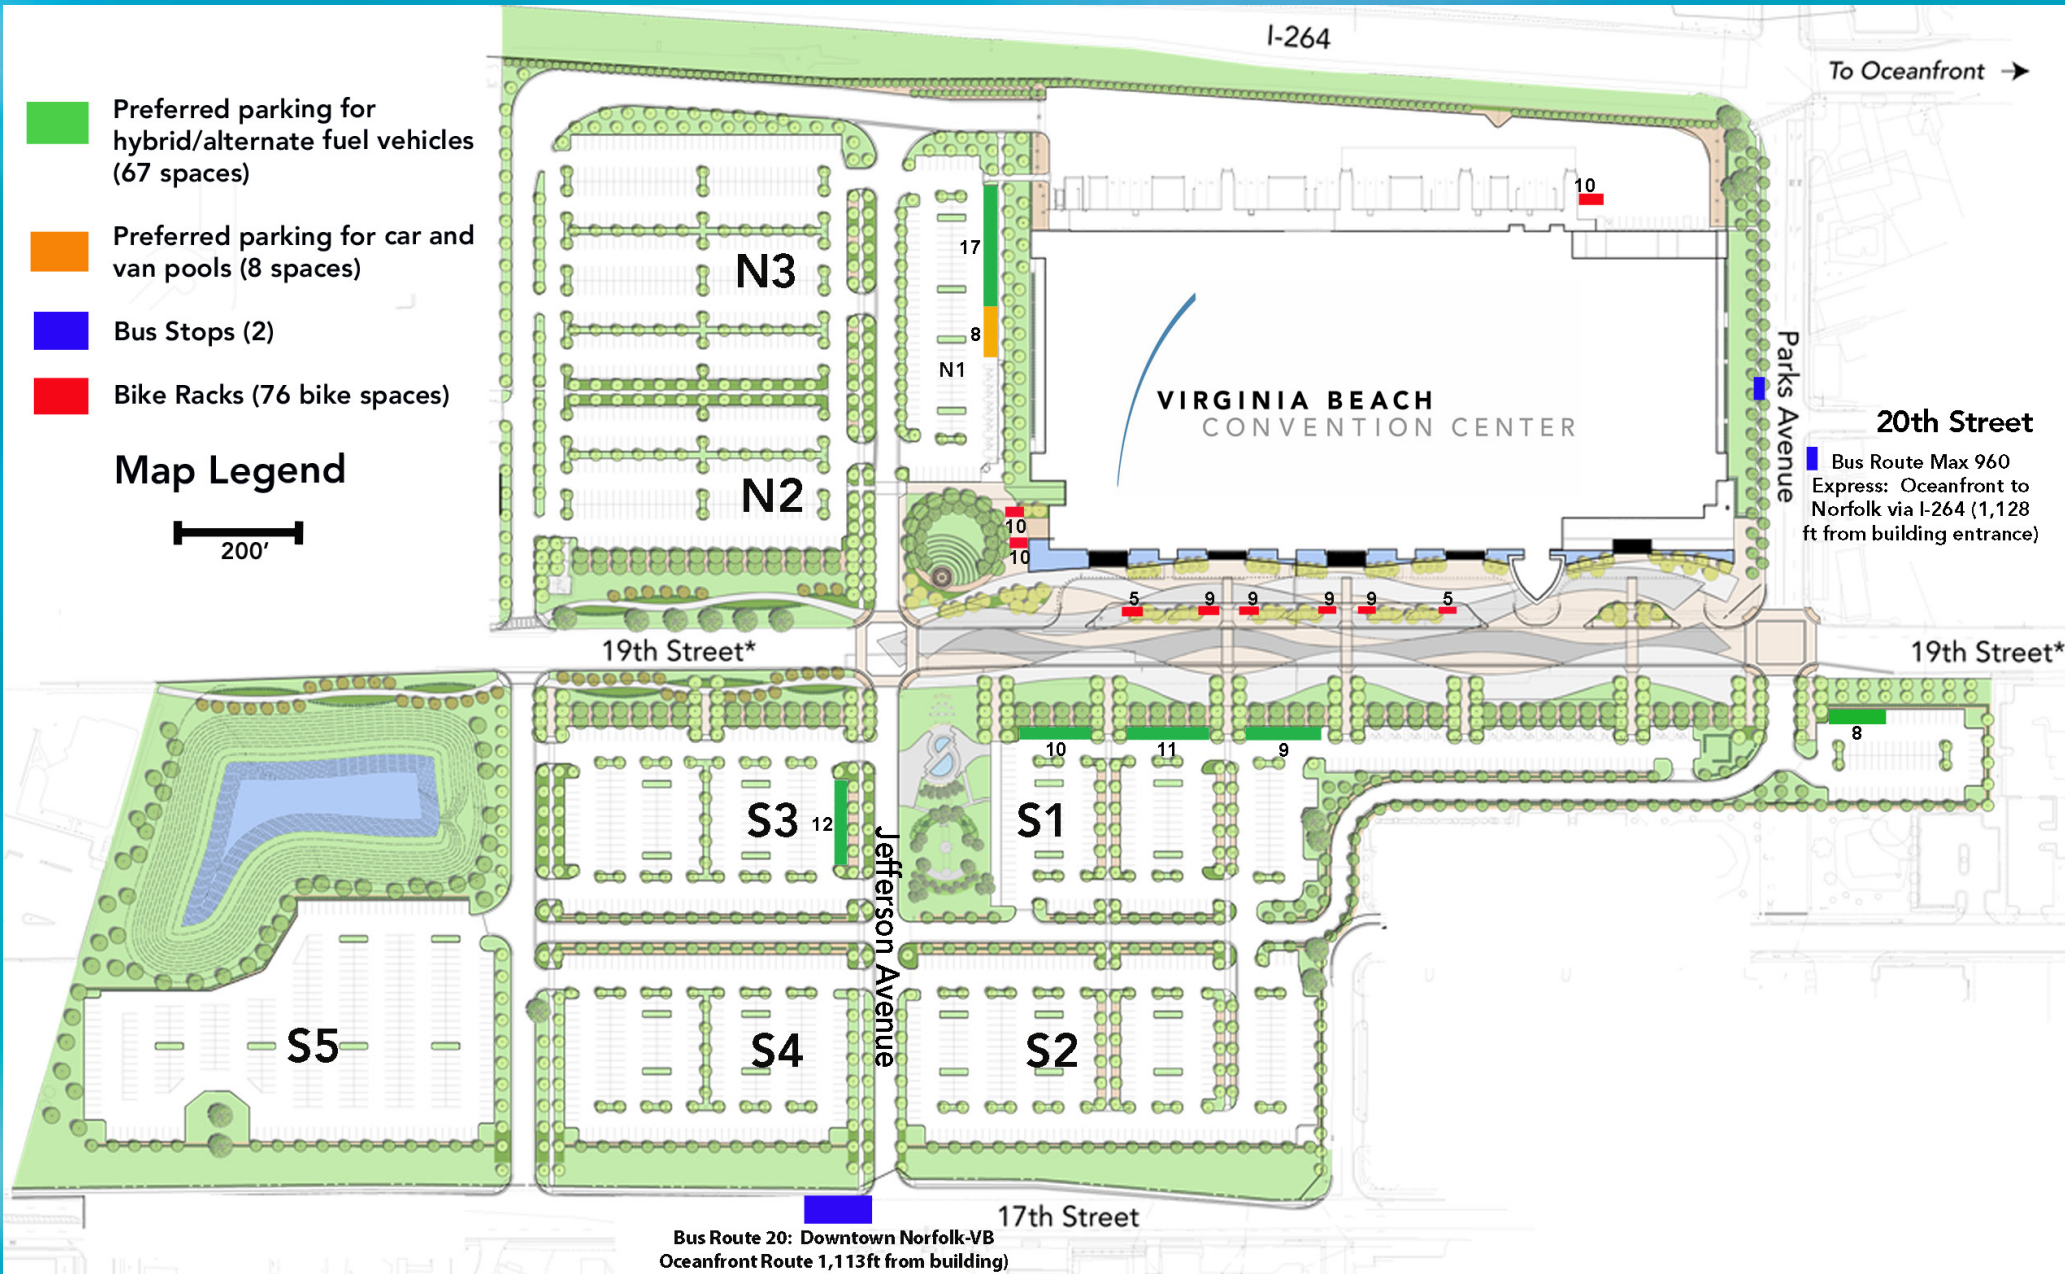 I-264
To Oceanfront
Preferred parking for
hybrid/alternate fuel vehicles
(67 spaces)
Preferred parking for car and
van pools (8 spaces)
Bus Stops (2)
Bike Racks (76 bike spaces)
Map Legend
200'
N3
17
8
N1
N2
10
10
10
VIRGINIA BEACH
CONVENTION CENTER
Parks Avenue
20th Street
Bus Route Max 960
Express: Oceanfront to
Norfolk via I-264 (1,128
ft from building entrance)
5
9
9
9
9
5
19th Street*
19th Street*
10
11
9
8
S3
12
S1
Jefferson Avenue
S5
S4
S2
17th Street
Bus Route 20: Downtown Norfolk-VB
Oceanfront Route 1,113ft from building)